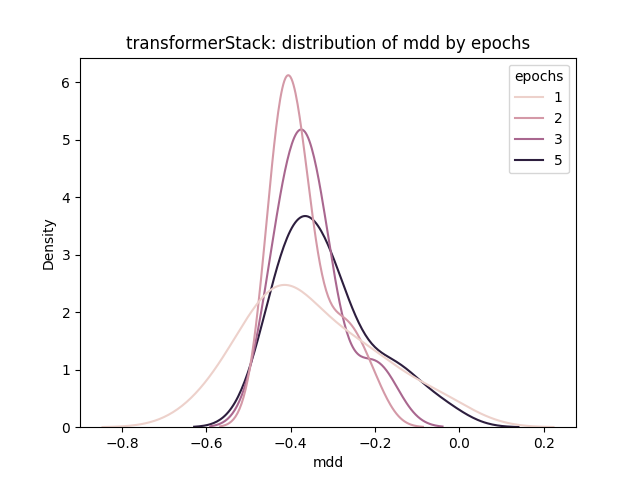 transformerStack: distribution of mdd by epochs
epochs
1
2
3
5
Density
6
5
4
3
2
1
0
−0.8 −0.6 −0.4 −0.2 0.0 0.2
mdd